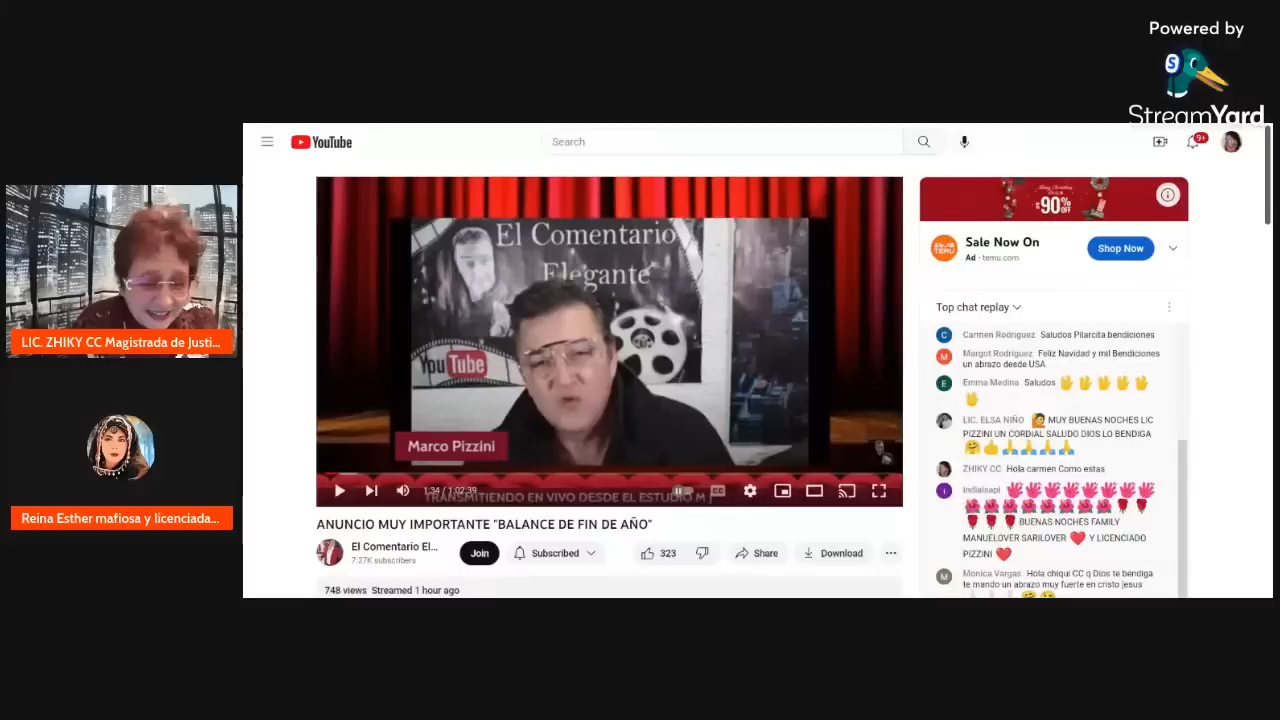 Powered by
StreamYard
YouTube
Search
9+
El Comentario
Elegante
You Tube
Marco Pizzini
1:34 / 1:02:39
TRANSMITIENDO EN VIVO DESDE EL ESTUDIO M
ANUNCIO MUY IMPORTANTE "BALANCE DE FIN DE AÑO"
El Comentario El...
7.27K subscribers
Join
Subscribed
323
Share
Download
748 views Streamed 1 hour ago
-90%
OFF
TEMU
Sale Now On
Ad · temu.com
Shop Now
Top chat replay
C Carmen Rodriguez Saludos Pilarcita bendiciones
M Margot Rodriguez Feliz Navidad y mil Bendiciones
un abrazo desde USA
E Emma Medina Saludos 🖖 🖖 🖖 🖖 🖖
🖖
LIC. ELSA NIÑO 🙋 MUY BUENAS NOCHES LIC
PIZZINI UN CORDIAL SALUDO DIOS LO BENDIGA
🤗 👍 🙏 🙏 🙏 🙏
ZHIKY CC Hola carmen Como estas
I Indiaisapi
BUENAS NOCHES FAMILY
MANUELOVER SARILOVER ❤️ Y LICENCIADO
PIZZINI ❤️
M Monica Vargas Hola chiqui CC q Dios te bendiga
te mando un abrazo muy fuerte en cristo jesus
LIC. ZHIKY CC Magistrada de Justi...
Reina Esther mafiosa y licenciada...